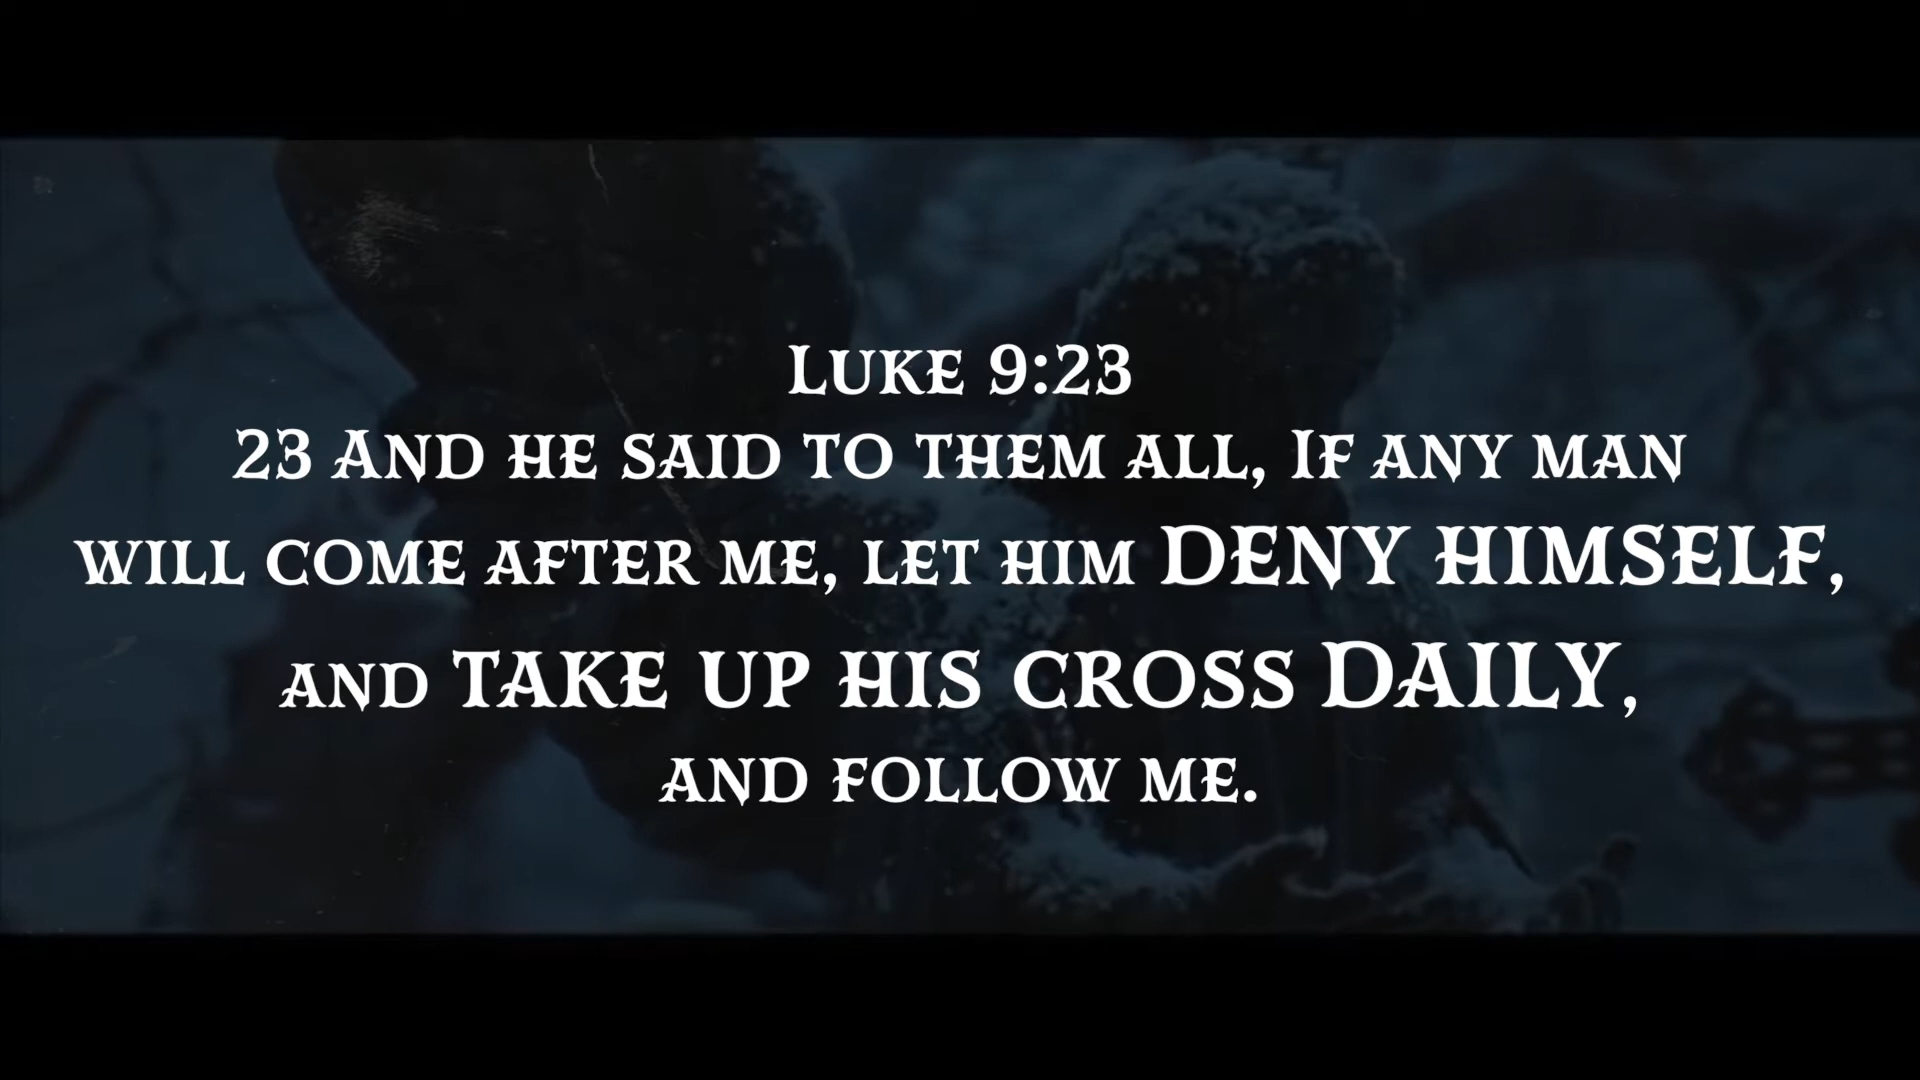 Luke 9:23
23 And he said to them all, If any man
will come after me, let him DENY HIMSELF,
and TAKE UP HIS CROSS DAILY,
and follow me.